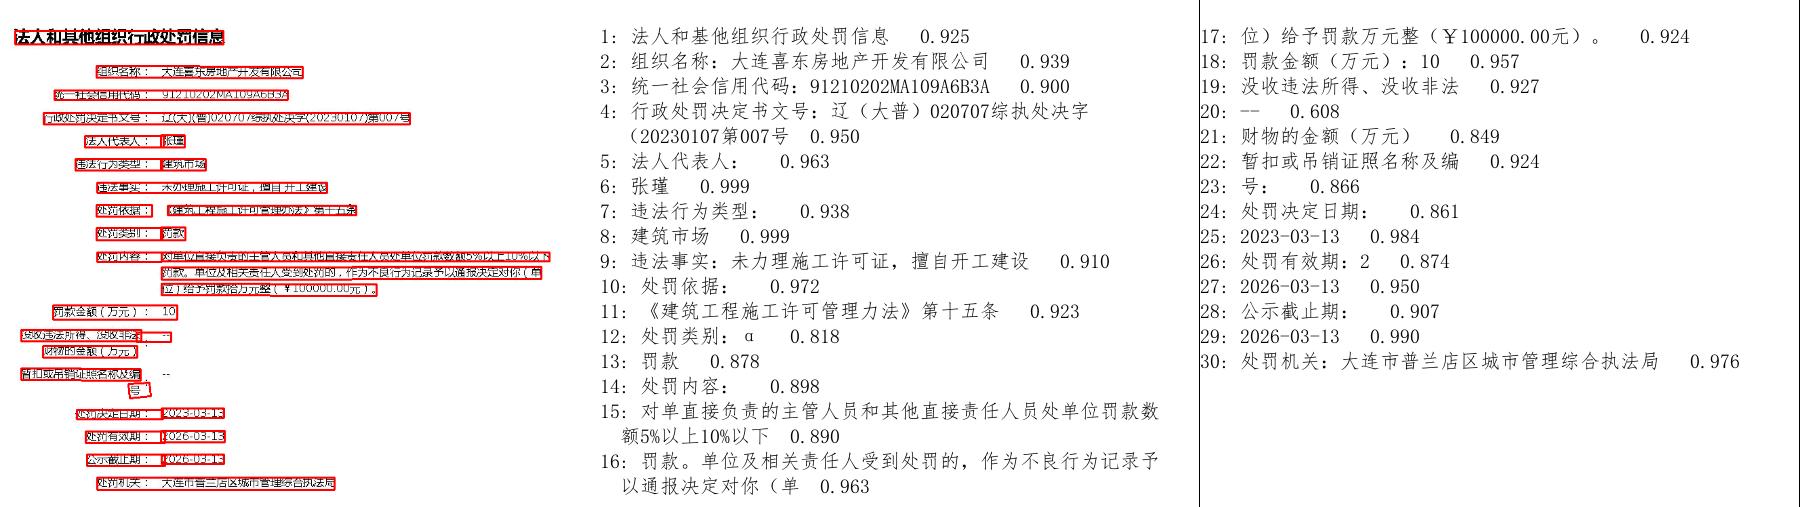 法人和其他组织行政处罚信息
组织名称： 大连喜东房地产开发有限公司
统一社会信用代码： 91210202MA109A6B3A
行政处罚决定书文号： 辽(大)(普)020707综执处决字(20230107)第007号
法人代表人： 张瑾
违法行为类型： 建筑市场
违法事实： 未办理施工许可证，擅自开工建设
处罚依据： 《建筑工程施工许可管理办法》第十五条
处罚类别： 罚款
处罚内容： 对单位直接负责的主管人员和其他直接责任人员处单位罚款数额5%以上10%以下
罚款。单位及相关责任人受到处罚的，作为不良行为记录予以通报决定对你（单
位）给予罚款拾万元整（￥100000.00元）。
罚款金额（万元）： 10
没收违法所得、没收非法 --
财物的金额（万元）：
暂扣或吊销证照名称及编 --
号：
处罚决定日期： 2023-03-13
处罚有效期： 2026-03-13
公示截止期： 2026-03-13
处罚机关： 大连市普兰店区城市管理综合执法局
1: 法人和基他组织行政处罚信息 0.925
2: 组织名称：大连喜东房地产开发有限公司 0.939
3: 统一社会信用代码：91210202MA109A6B3A 0.900
4: 行政处罚决定书文号：辽（大普）020707综执处决字
(20230107第007号 0.950
5: 法人代表人： 0.963
6: 张瑾 0.999
7: 违法行为类型： 0.938
8: 建筑市场 0.999
9: 违法事实：未力理施工许可证，擅自开工建设 0.910
10: 处罚依据： 0.972
11: 《建筑工程施工许可管理力法》第十五条 0.923
12: 处罚类别：α 0.818
13: 罚款 0.878
14: 处罚内容： 0.898
15: 对单直接负责的主管人员和其他直接责任人员处单位罚款数
额5%以上10%以下 0.890
16: 罚款。单位及相关责任人受到处罚的，作为不良行为记录予
以通报决定对你（单 0.963
17: 位）给予罚款万元整（￥100000.00元）。 0.924
18: 罚款金额（万元）：10 0.957
19: 没收违法所得、没收非法 0.927
20: -- 0.608
21: 财物的金额（万元） 0.849
22: 暂扣或吊销证照名称及编 0.924
23: 号： 0.866
24: 处罚决定日期： 0.861
25: 2023-03-13 0.984
26: 处罚有效期：2 0.874
27: 2026-03-13 0.950
28: 公示截止期： 0.907
29: 2026-03-13 0.990
30: 处罚机关：大连市普兰店区城市管理综合执法局 0.976